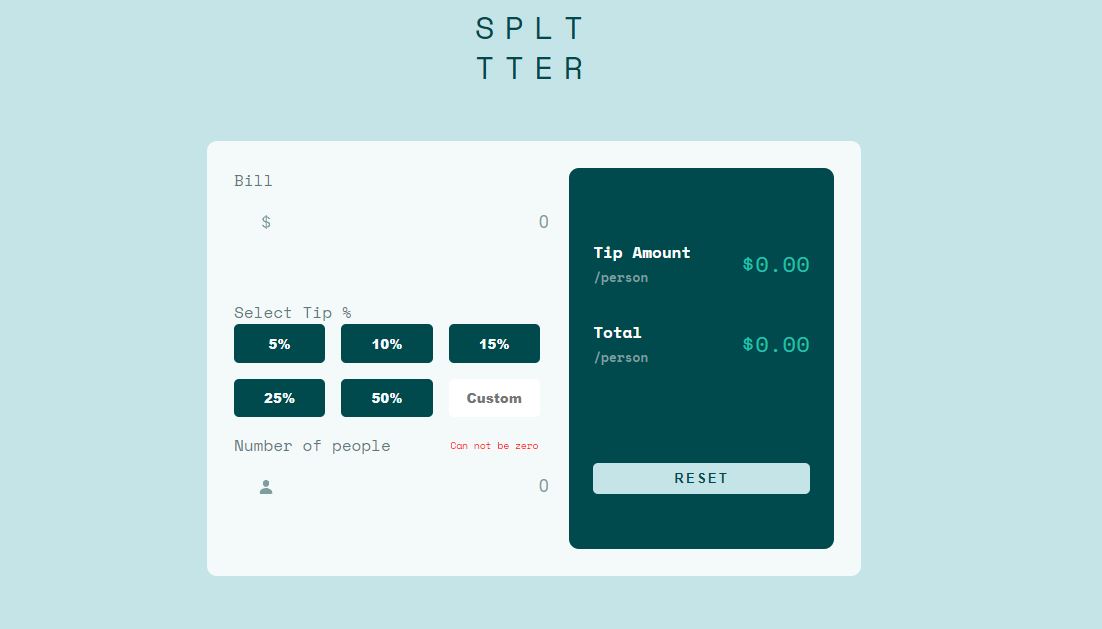 SPLT
TTER
Bill
$ 0
Select Tip %
5% 10% 15%
25% 50% Custom
Number of people Can not be zero
0
Tip Amount
/person
$0.00
Total
/person
$0.00
RESET